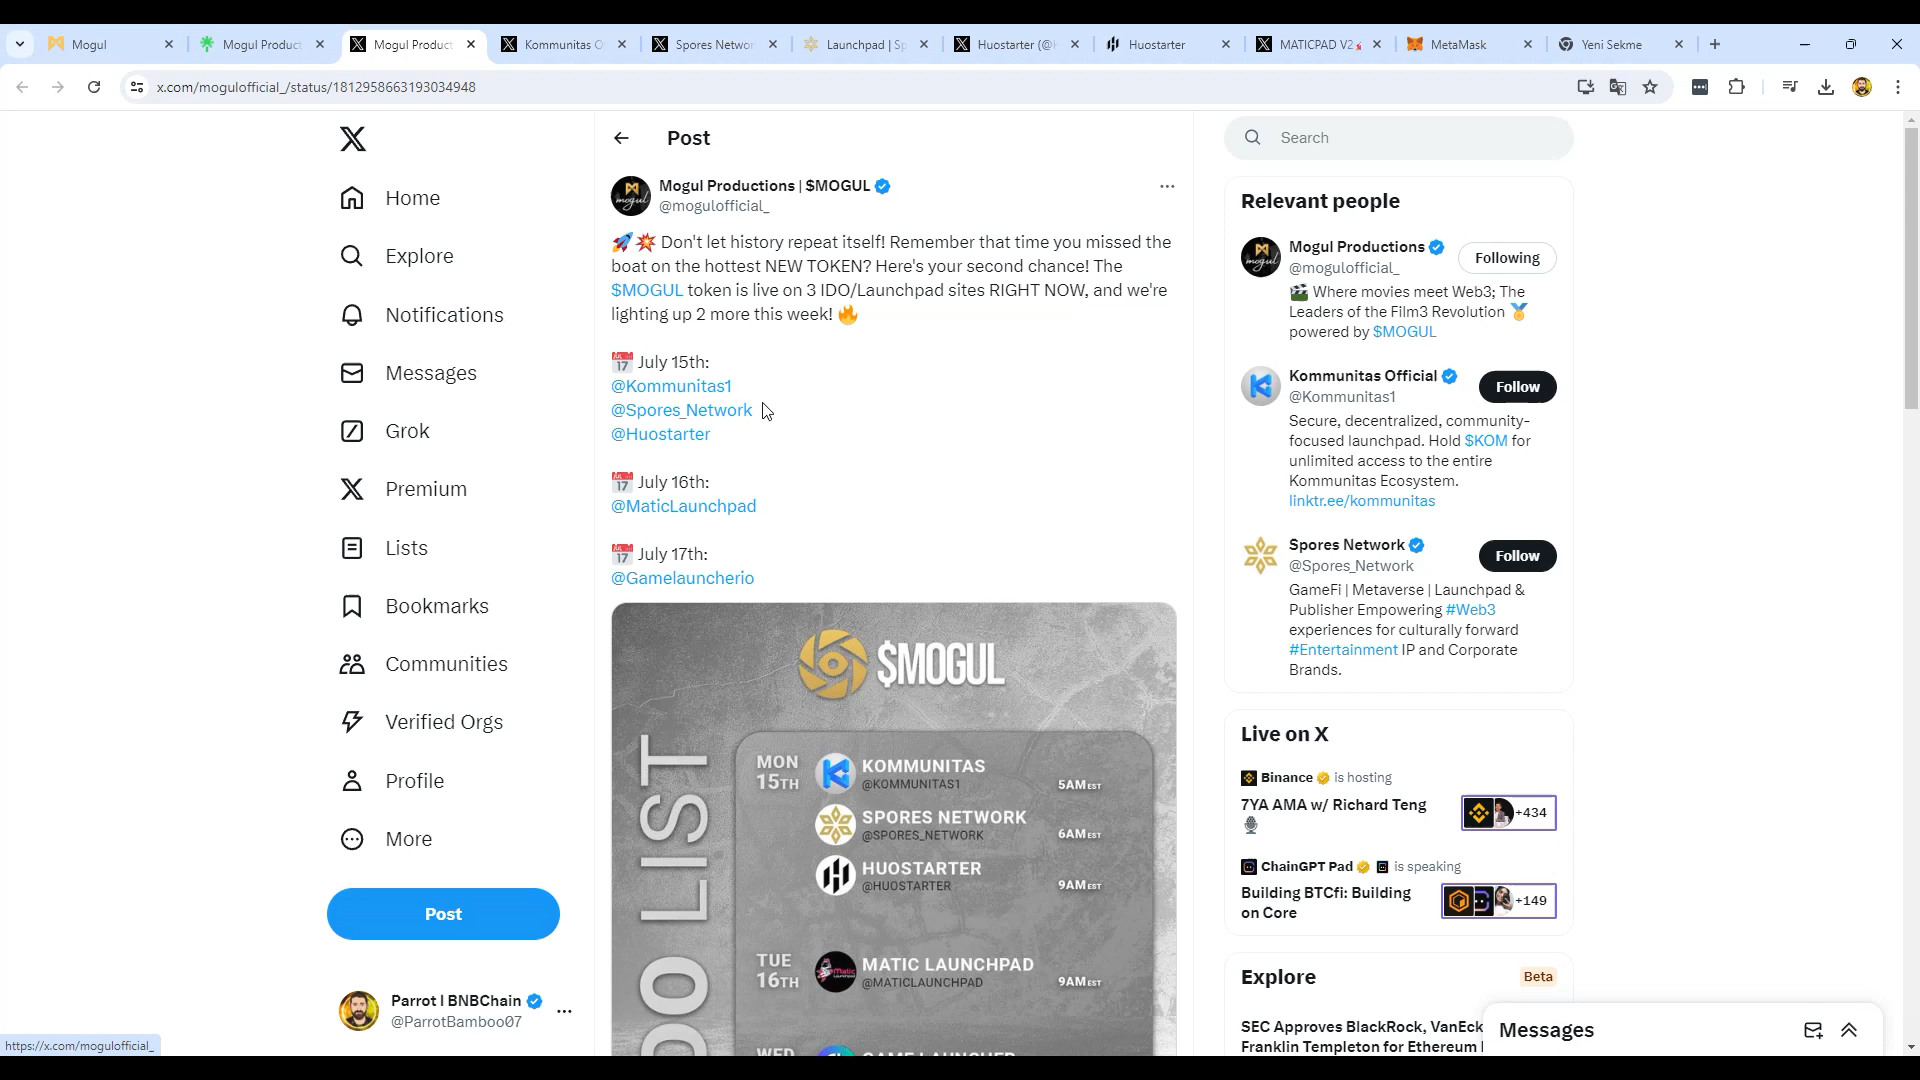 Mogul
Mogul Product
Mogul Product
Kommunitas O
Spores Networ
Launchpad | Sp
Huostarter (@H
Huostarter
MATICPAD V2
MetaMask
Yeni Sekme
x.com/mogulofficial_/status/1812958663193034948
Home
Explore
Notifications
Messages
Grok
Premium
Lists
Bookmarks
Communities
Verified Orgs
Profile
More
Post
Parrot I BNBChain
@ParrotBamboo07
https://x.com/mogulofficial_
Post
Mogul Productions | $MOGUL
@mogulofficial_
🚀💥 Don't let history repeat itself! Remember that time you missed the
boat on the hottest NEW TOKEN? Here's your second chance! The
$MOGUL token is live on 3 IDO/Launchpad sites RIGHT NOW, and we're
lighting up 2 more this week! 🔥
📅 July 15th:
@Kommunitas1
@Spores_Network
@Huostarter
📅 July 16th:
@MaticLaunchpad
📅 July 17th:
@Gamelauncherio
$MOGUL
DO LIST
MON
15TH
KOMMUNITAS
@KOMMUNITAS1
5AM EST
SPORES NETWORK
@SPORES_NETWORK
6AM EST
HUOSTARTER
@HUOSTARTER
9AM EST
TUE
16TH
MATIC LAUNCHPAD
@MATICLAUNCHPAD
9AM EST
WED
GAME LAUNCHER
Search
Relevant people
Mogul Productions
@mogulofficial_
Following
🎬 Where movies meet Web3; The
Leaders of the Film3 Revolution 🏅
powered by $MOGUL
Kommunitas Official
@Kommunitas1
Follow
Secure, decentralized, community-
focused launchpad. Hold $KOM for
unlimited access to the entire
Kommunitas Ecosystem.
linktr.ee/kommunitas
Spores Network
@Spores_Network
Follow
GameFi | Metaverse | Launchpad &
Publisher Empowering #Web3
experiences for culturally forward
#Entertainment IP and Corporate
Brands.
Live on X
Binance is hosting
7YA AMA w/ Richard Teng
🎙️
+434
ChainGPT Pad is speaking
Building BTCfi: Building
on Core
+149
Explore
Beta
SEC Approves BlackRock, VanEck
Franklin Templeton for Ethereum
Messages